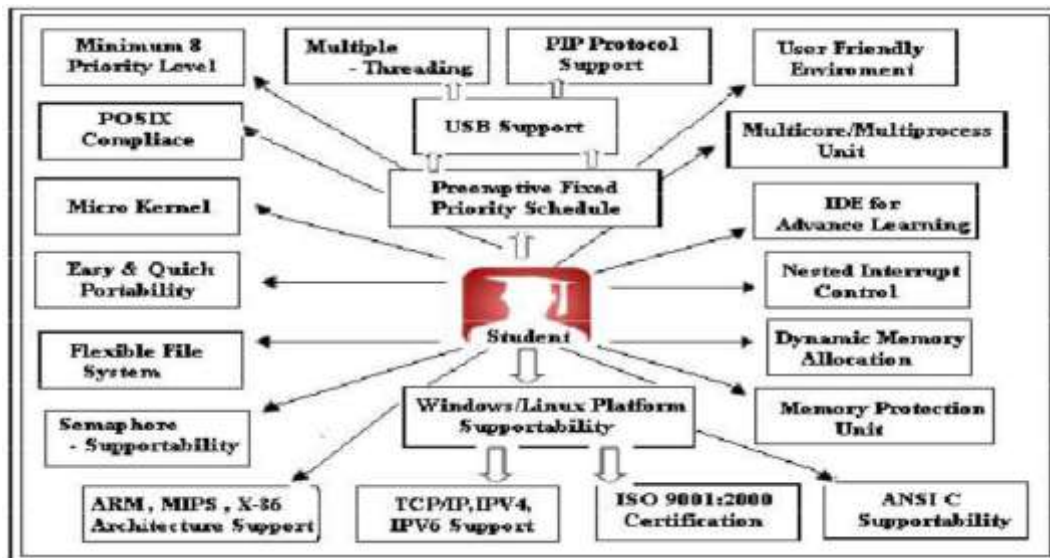 Minimum 8
Priority Level
Multiple
- Threading
PIP Protocol
Support
User Friendly
Enviroment
POSIX
Compliace
USB Support
Multicore/Multiprocess
Unit
Micro Kernel
Preemptive Fixed
Priority Schedule
IDE for
Advance Learning
Easy & Quich
Portability
Nested Interrupt
Control
Student
Flexible File
System
Dynamic Memory
Allocation
Semaphore
- Supportability
Windows/Linux Platform
Supportability
Memory Protection
Unit
ARM , MIPS , X-86
Architecture Support
TCP/IP,IPV4,
IPV6 Support
ISO 9001:2000
Certification
ANSI C
Supportability